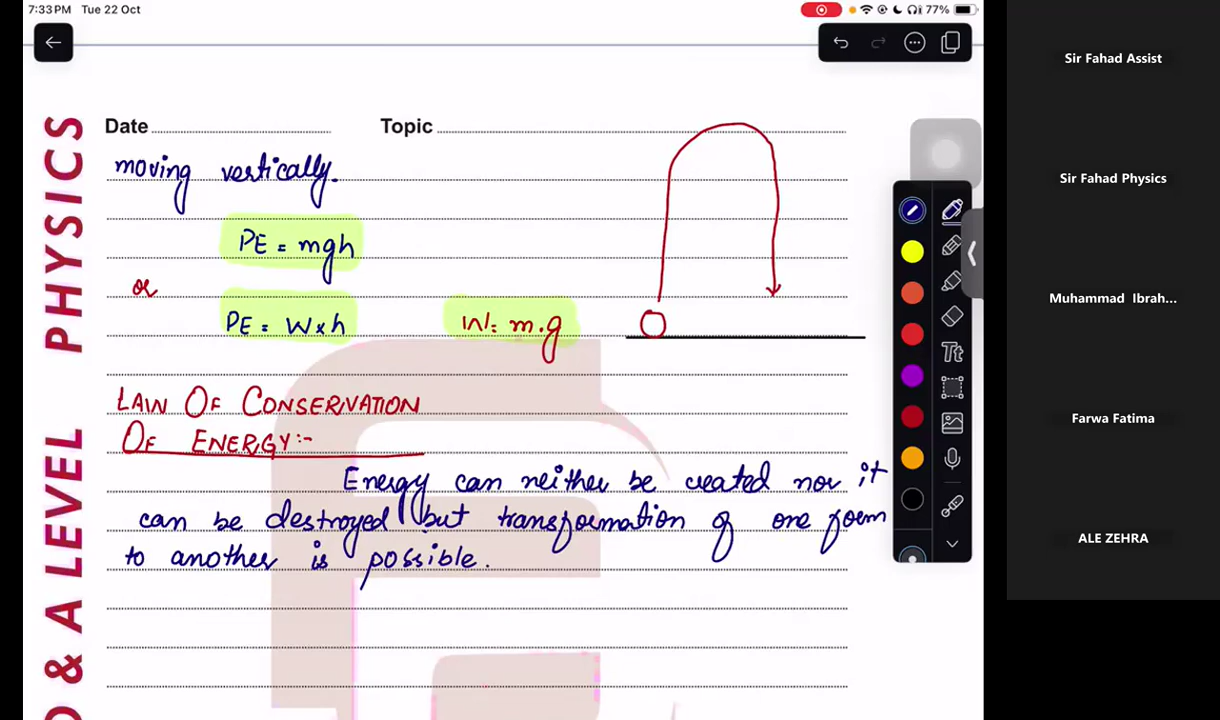 7:33 PM Tue 22 Oct
77%
Date
Topic
moving vertically.
PE = mgh
or
PE = W×h
W = m.g
LAW OF CONSERVATION
OF ENERGY:-
Energy can neither be created nor it
can be destroyed but transformation of one form
to another is possible.
O & A LEVEL PHYSICS
Tt
Sir Fahad Assist
Sir Fahad Physics
Muhammad Ibrah...
Farwa Fatima
ALE ZEHRA